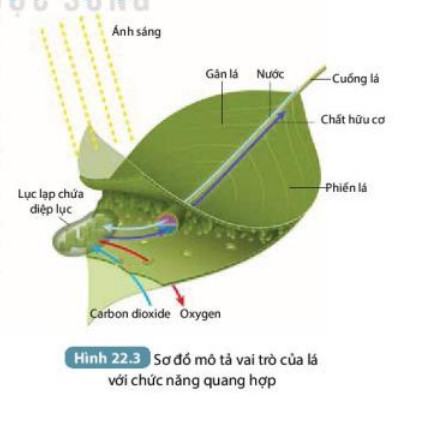 Ánh sáng
Gân lá
Nước
Cuống lá
Chất hữu cơ
Phiến lá
Lục lạp chứa
diệp lục
Carbon dioxide
Oxygen
Hình 22.3 Sơ đồ mô tả vai trò của lá
với chức năng quang hợp